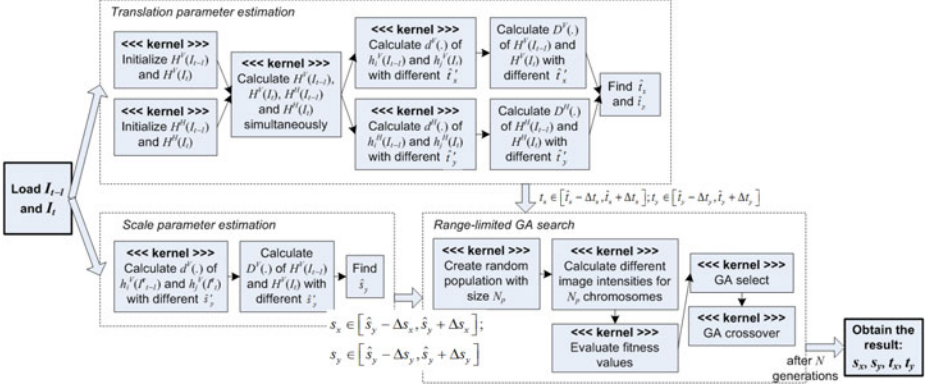 Translation parameter estimation
<<< kernel >>>
Initialize H^V(I_{t-1})
and H^V(I_t)
<<< kernel >>>
Initialize H^H(I_{t-1})
and H^H(I_t)
<<< kernel >>>
Calculate H^V(I_{t-1}),
H^V(I_t), H^H(I_{t-1})
and H^H(I_t)
simultaneously
<<< kernel >>>
Calculate d^V(.) of
h_i^V(I_{t-1}) and h_j^V(I_t)
with different t̂'_x
<<< kernel >>>
Calculate d^H(.) of
h_i^H(I_{t-1}) and h_j^H(I_t)
with different t̂'_y
Calculate D^V(.)
of H^V(I_{t-1}) and
H^V(I_t) with
different t̂'_x
Calculate D^H(.)
of H^H(I_{t-1}) and
H^H(I_t) with
different t̂'_y
Find t̂_x
and t̂_y
Load I_{t-1}
and I_t
t_x ∈ [t̂_x − Δt_x, t̂_x + Δt_x]; t_y ∈ [t̂_y − Δt_y, t̂_y + Δt_y]
Scale parameter estimation
<<< kernel >>>
Calculate d^V(.) of
h_i^V(I'_{t-1}) and h_j^V(I'_t)
with different ŝ'_y
Calculate
D^V(.) of H^V(I_{t-1})
and H^V(I_t) with
different ŝ'_y
Find
ŝ_y
s_x ∈ [ŝ_y − Δs_x, ŝ_y + Δs_x];
s_y ∈ [ŝ_y − Δs_y, ŝ_y + Δs_y]
Range-limited GA search
<<< kernel >>>
Create random
population with
size N_p
<<< kernel >>>
Calculate different
image intensities for
N_p chromosomes
<<< kernel >>>
Evaluate fitness
values
<<< kernel >>>
GA select
<<< kernel >>>
GA crossover
after N
generations
Obtain the
result:
s_x, s_y, t_x, t_y